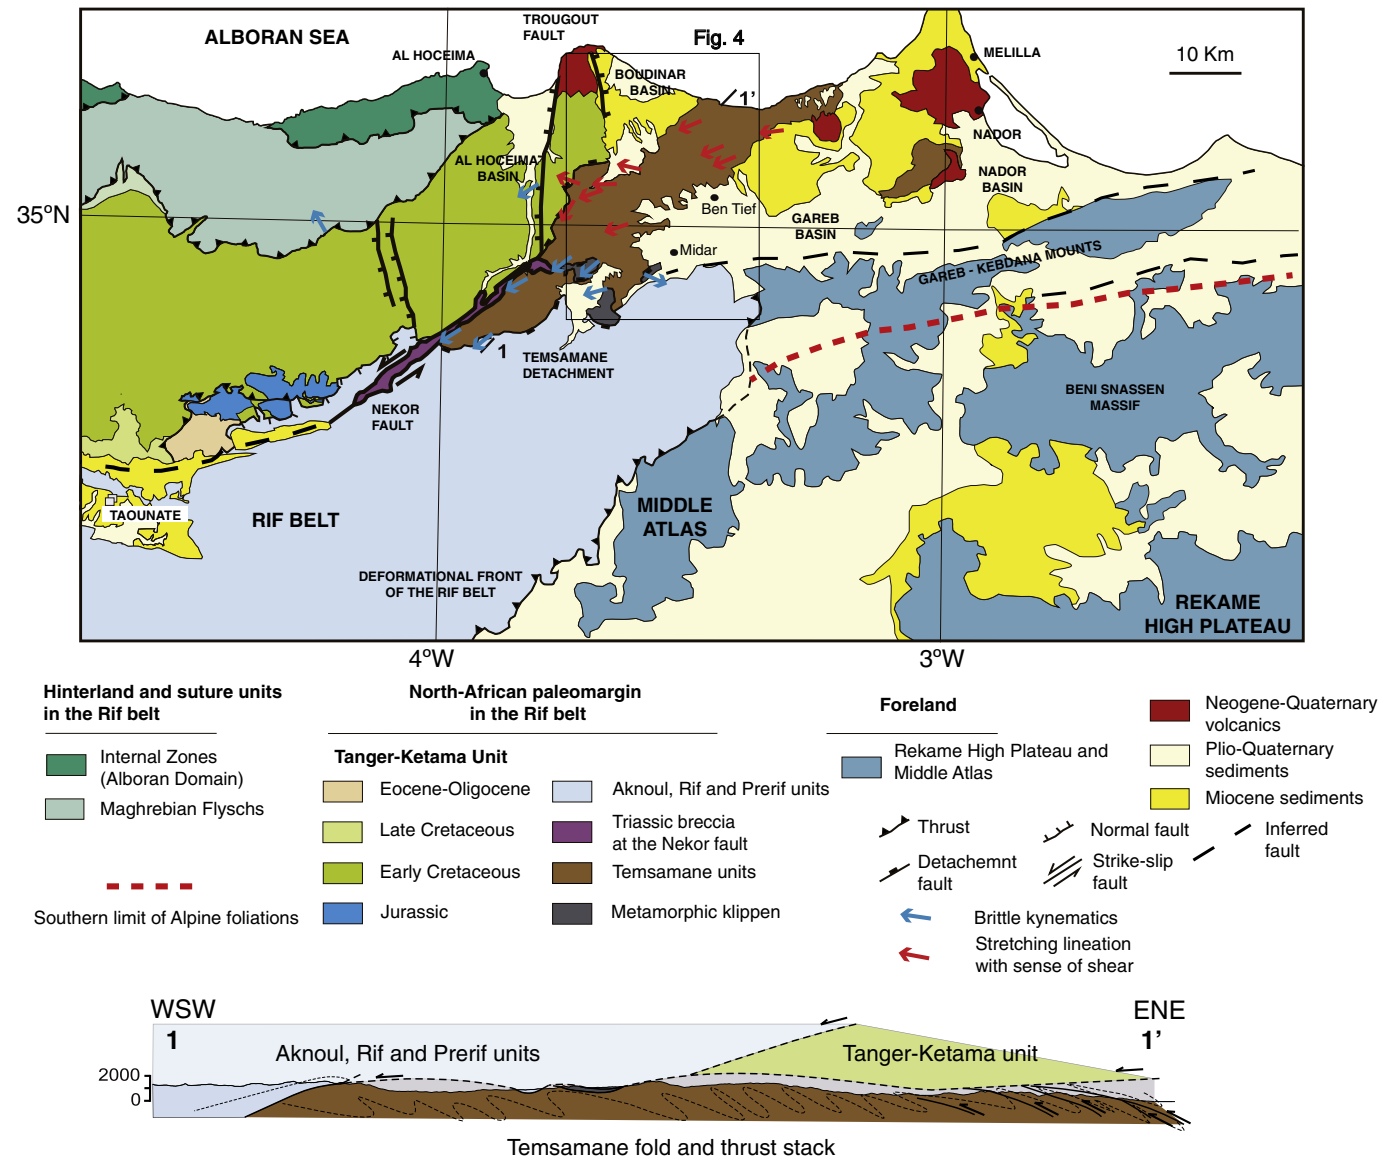 ALBORAN SEA
TROUGOUT
FAULT
AL HOCEIMA
Fig. 4
MELILLA
10 Km
BOUDINAR
BASIN
1'
NADOR
AL HOCEIMA
BASIN
NADOR
BASIN
35ºN
Ben Tief
GAREB
BASIN
Midar
GAREB - KEBDANA MOUNTS
1
TEMSAMANE
DETACHMENT
NEKOR
FAULT
BENI SNASSEN
MASSIF
TAOUNATE
RIF BELT
MIDDLE
ATLAS
DEFORMATIONAL FRONT
OF THE RIF BELT
REKAME
HIGH PLATEAU
4ºW
3ºW
Hinterland and suture units
in the Rif belt
Internal Zones
(Alboran Domain)
Maghrebian Flyschs
Southern limit of Alpine foliations
North-African paleomargin
in the Rif belt
Tanger-Ketama Unit
Eocene-Oligocene
Late Cretaceous
Early Cretaceous
Jurassic
Aknoul, Rif and Prerif units
Triassic breccia
at the Nekor fault
Temsamane units
Metamorphic klippen
Foreland
Rekame High Plateau and
Middle Atlas
Neogene-Quaternary
volcanics
Plio-Quaternary
sediments
Miocene sediments
Thrust
Normal fault
Inferred
fault
Detachemnt
fault
Strike-slip
fault
Brittle kynematics
Stretching lineation
with sense of shear
WSW
1
ENE
1'
Aknoul, Rif and Prerif units
Tanger-Ketama unit
2000
0
Temsamane fold and thrust stack